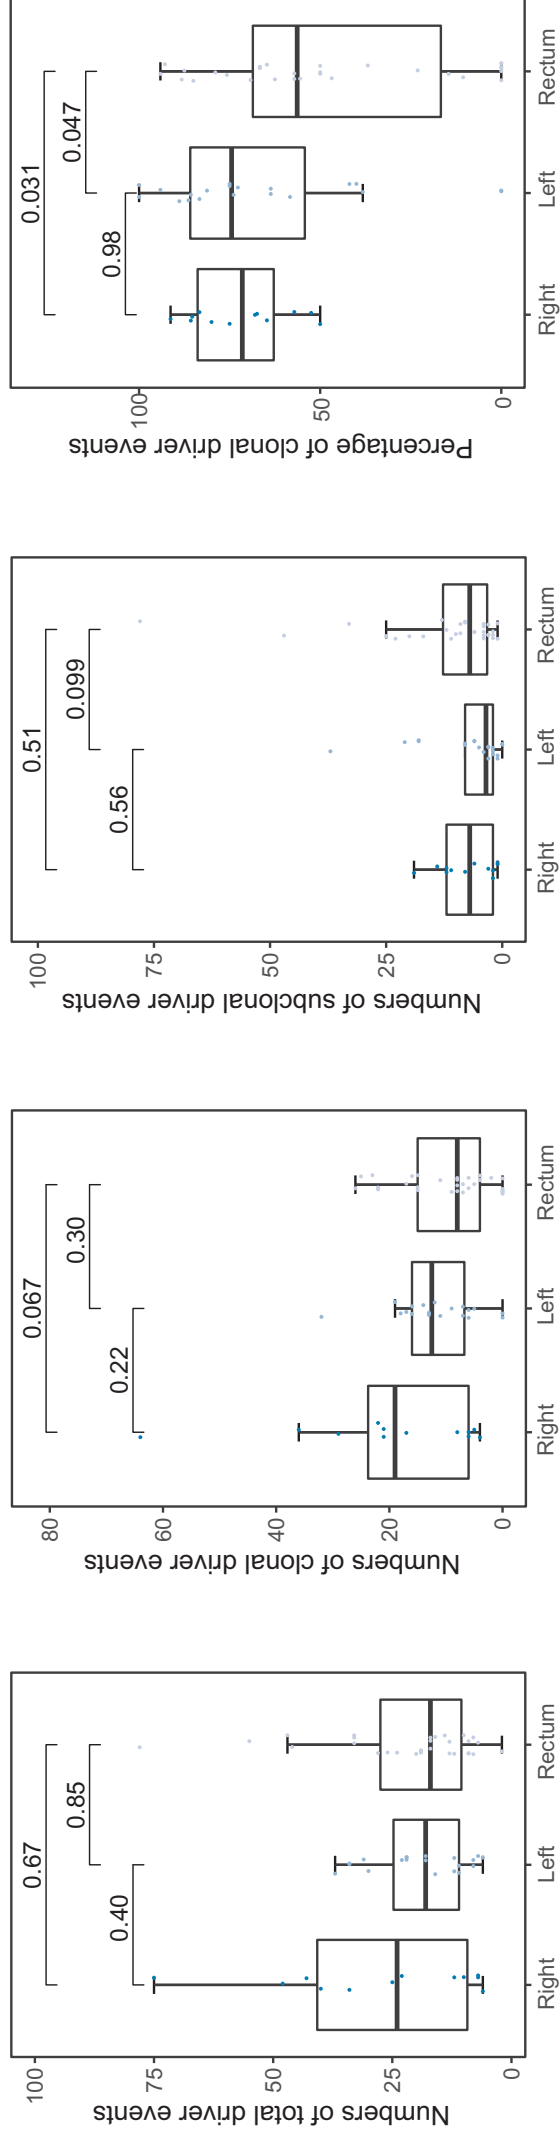 Numbers of total driver events
100
75
50
25
0
0.67
0.85
0.40
Right
Left
Rectum
Numbers of clonal driver events
80
60
40
20
0
0.067
0.30
0.22
Right
Left
Rectum
Numbers of subclonal driver events
100
75
50
25
0
0.51
0.099
0.56
Right
Left
Rectum
Percentage of clonal driver events
100
50
0
0.031
0.047
0.98
Right
Left
Rectum